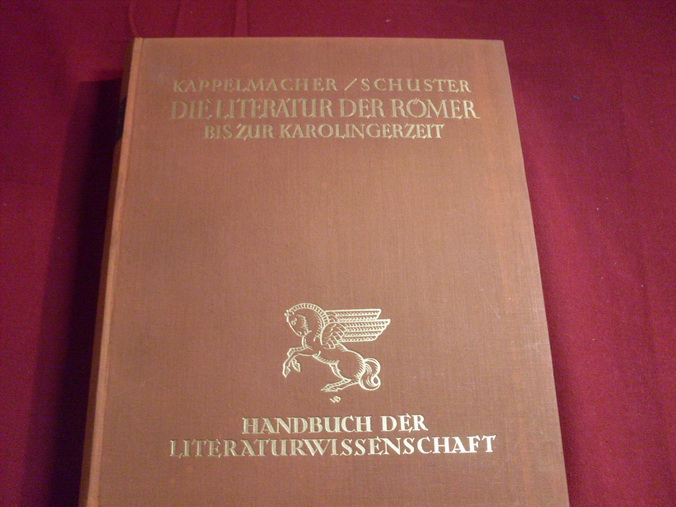 KAPPELMACHER / SCHUSTER
DIE LITERATUR DER RÖMER
BIS ZUR KAROLINGERZEIT
HANDBUCH DER
LITERATURWISSENSCHAFT